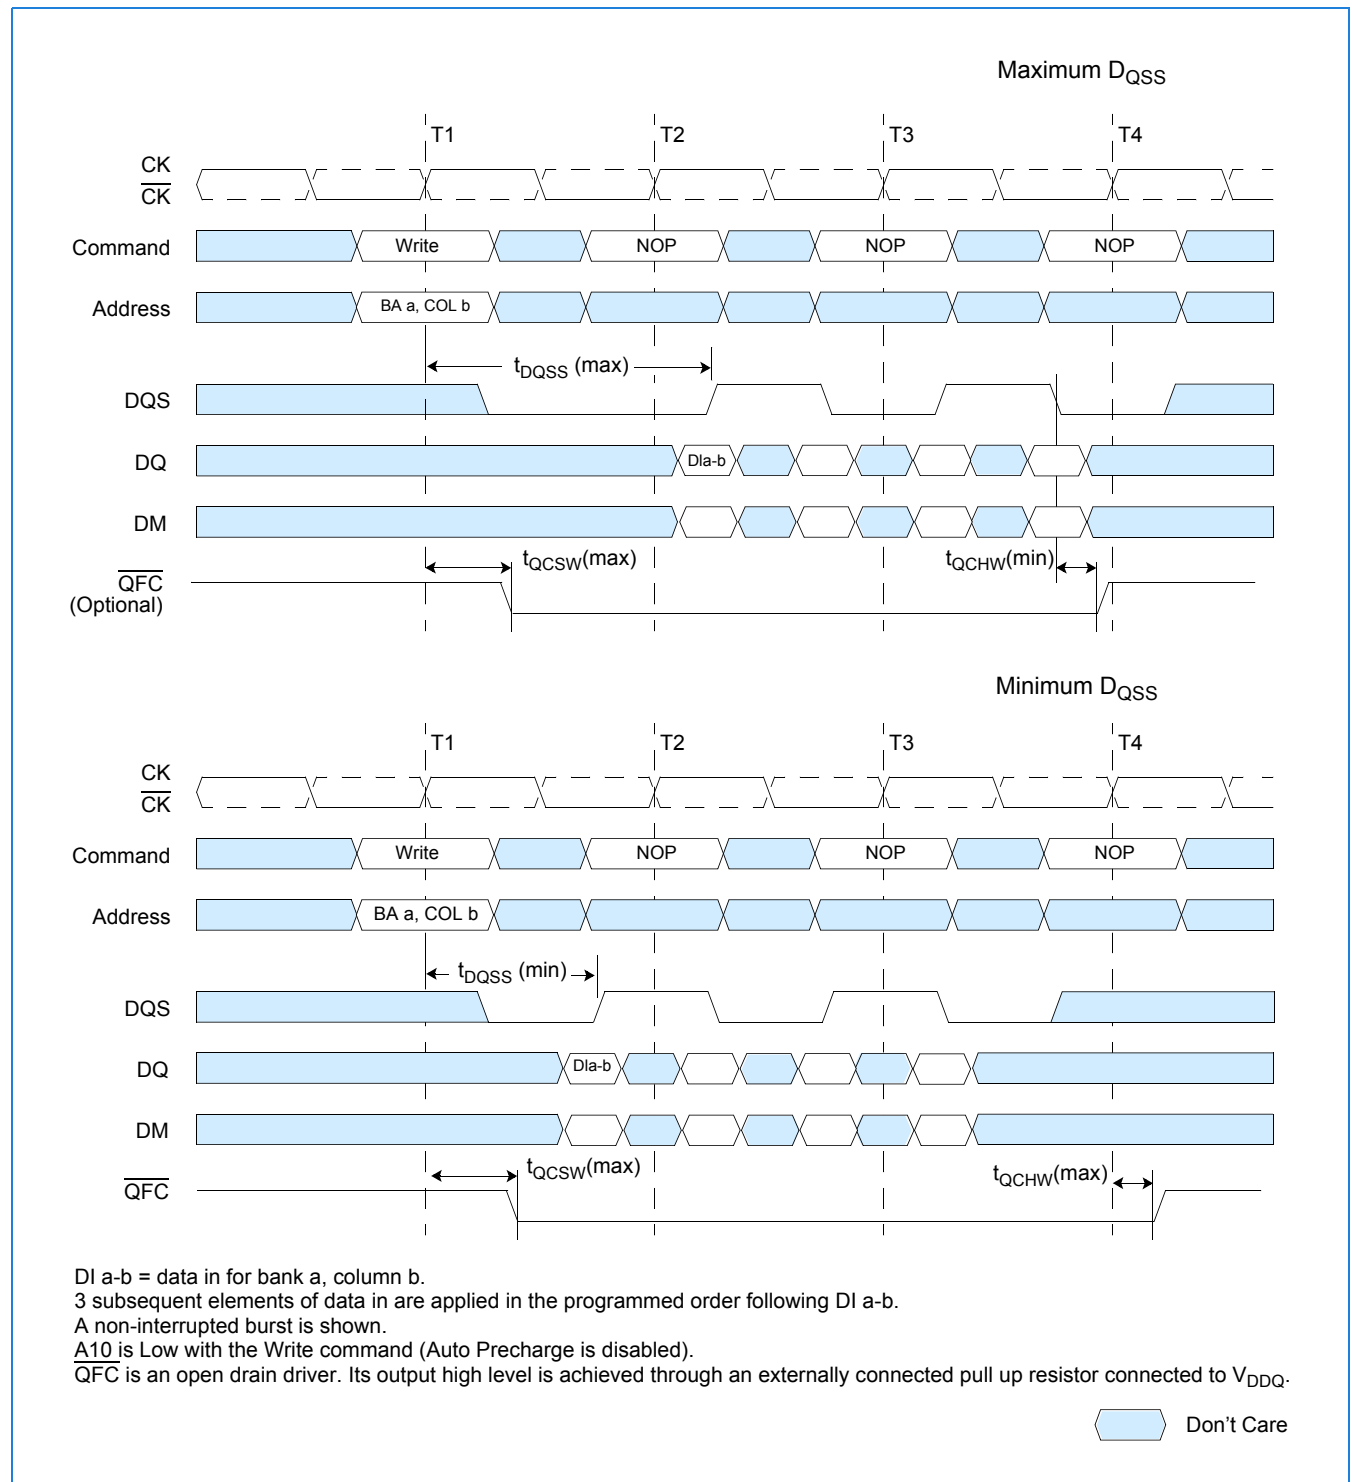 Maximum DQSS
T1 T2 T3 T4
CK
CK
Command Write NOP NOP NOP
Address BA a, COL b
tDQSS (max)
DQS
DQ DIa-b
DM
tQCSW(max) tQCHW(min)
QFC
(Optional)
Minimum DQSS
T1 T2 T3 T4
CK
CK
Command Write NOP NOP NOP
Address BA a, COL b
tDQSS (min)
DQS
DQ DIa-b
DM
tQCSW(max) tQCHW(max)
QFC
DI a-b = data in for bank a, column b.
3 subsequent elements of data in are applied in the programmed order following DI a-b.
A non-interrupted burst is shown.
A10 is Low with the Write command (Auto Precharge is disabled).
QFC is an open drain driver. Its output high level is achieved through an externally connected pull up resistor connected to VDDQ.
Don't Care